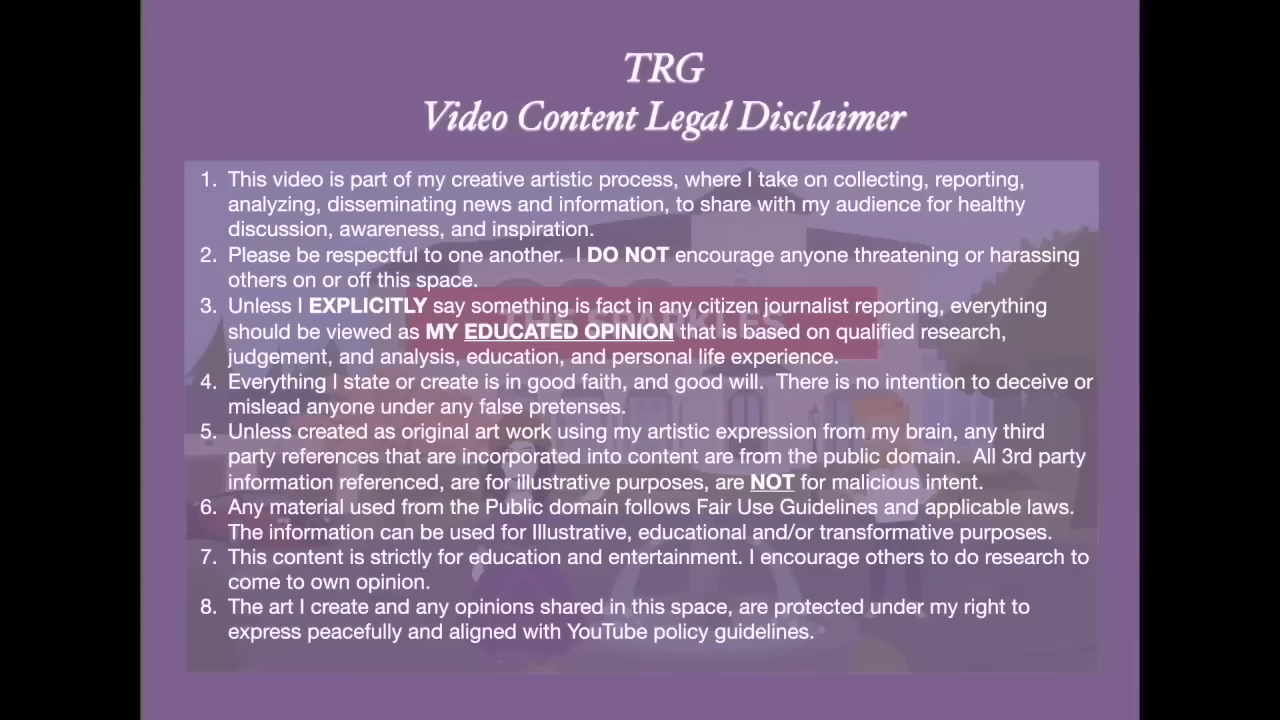 TRG
Video Content Legal Disclaimer
1. This video is part of my creative artistic process, where I take on collecting, reporting,
analyzing, disseminating news and information, to share with my audience for healthy
discussion, awareness, and inspiration.
2. Please be respectful to one another. I DO NOT encourage anyone threatening or harassing
others on or off this space.
3. Unless I EXPLICITLY say something is fact in any citizen journalist reporting, everything
should be viewed as MY EDUCATED OPINION that is based on qualified research,
judgement, and analysis, education, and personal life experience.
4. Everything I state or create is in good faith, and good will. There is no intention to deceive or
mislead anyone under any false pretenses.
5. Unless created as original art work using my artistic expression from my brain, any third
party references that are incorporated into content are from the public domain. All 3rd party
information referenced, are for illustrative purposes, are NOT for malicious intent.
6. Any material used from the Public domain follows Fair Use Guidelines and applicable laws.
The information can be used for Illustrative, educational and/or transformative purposes.
7. This content is strictly for education and entertainment. I encourage others to do research to
come to own opinion.
8. The art I create and any opinions shared in this space, are protected under my right to
express peacefully and aligned with YouTube policy guidelines.